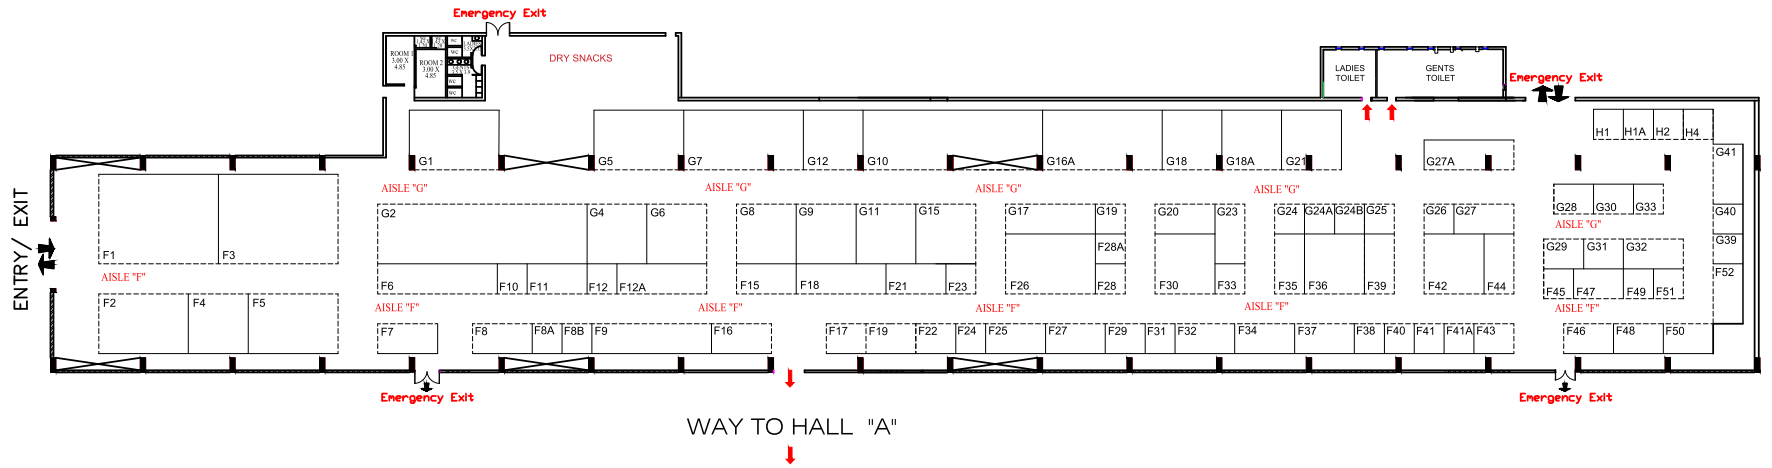 Emergency Exit
DRY SNACKS
ROOM 1
3.00 X
4.85
ROOM 2
3.00 X
4.85
WC
WC
GENTS
WC
WC
LADIES
TOILET
GENTS
TOILET
Emergency Exit
H1 H1A H2 H4
G1 G5 G7 G12 G10 G16A G18 G18A G21 G27A G41
AISLE "G" AISLE "G" AISLE "G" AISLE "G"
ENTRY/ EXIT
G2 G4 G6 G8 G9 G11 G15 G17 G19 G20 G23 G24 G24A G24B G25 G26 G27 G28 G30 G33 G40
AISLE "G"
F1 F3 F28A G29 G31 G32 G39
AISLE "F"
F52
F6 F10 F11 F12 F12A F15 F18 F21 F23 F26 F28 F30 F33 F35 F36 F39 F42 F44 F45 F47 F49 F51
F2 F4 F5
AISLE "F" AISLE "F" AISLE "F" AISLE "F" AISLE "F"
F7 F8 F8A F8B F9 F16 F17 F19 F22 F24 F25 F27 F29 F31 F32 F34 F37 F38 F40 F41 F41A F43 F46 F48 F50
Emergency Exit Emergency Exit
WAY TO HALL "A"